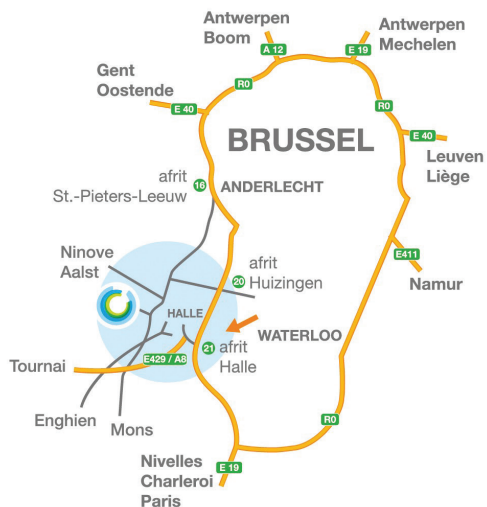 Antwerpen
Boom
Antwerpen
Mechelen
A 12
E 19
Gent
Oostende
R0
E 40
R0
BRUSSEL
E 40
Leuven
Liège
afrit
St.-Pieters-Leeuw
16
ANDERLECHT
Ninove
Aalst
E411
Namur
20
afrit
Huizingen
HALLE
WATERLOO
21
afrit
Halle
E429 / A8
Tournai
Enghien
Mons
R0
Nivelles
Charleroi
Paris
E 19